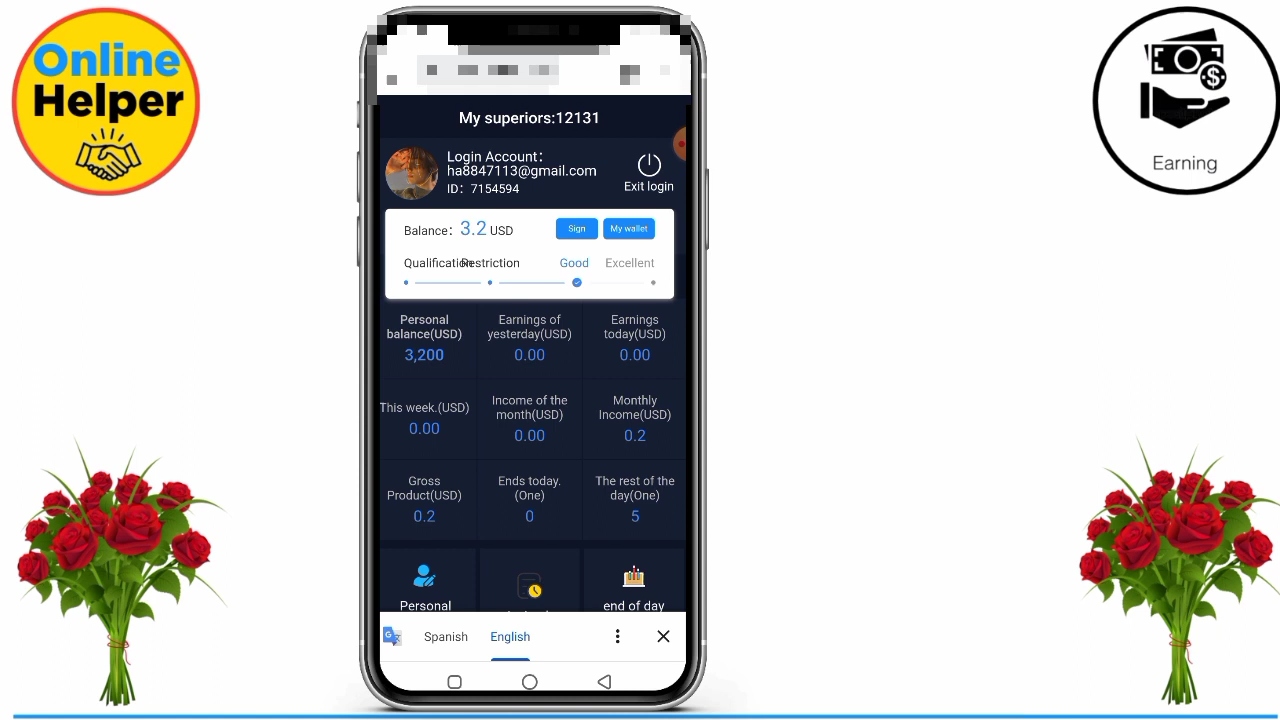 Online
Helper
Earning
My superiors:12131
Login Account:
ha8847113@gmail.com
ID: 7154594
Exit login
Balance: 3.2 USD
Sign
My wallet
Qualification
Restriction
Good
Excellent
Personal
balance(USD)
3,200
Earnings of
yesterday(USD)
0.00
Earnings
today(USD)
0.00
This week.(USD)
0.00
Income of the
month(USD)
0.00
Monthly
Income(USD)
0.2
Gross
Product(USD)
0.2
Ends today.
(One)
0
The rest of the
day(One)
5
Personal
end of day
Spanish
English